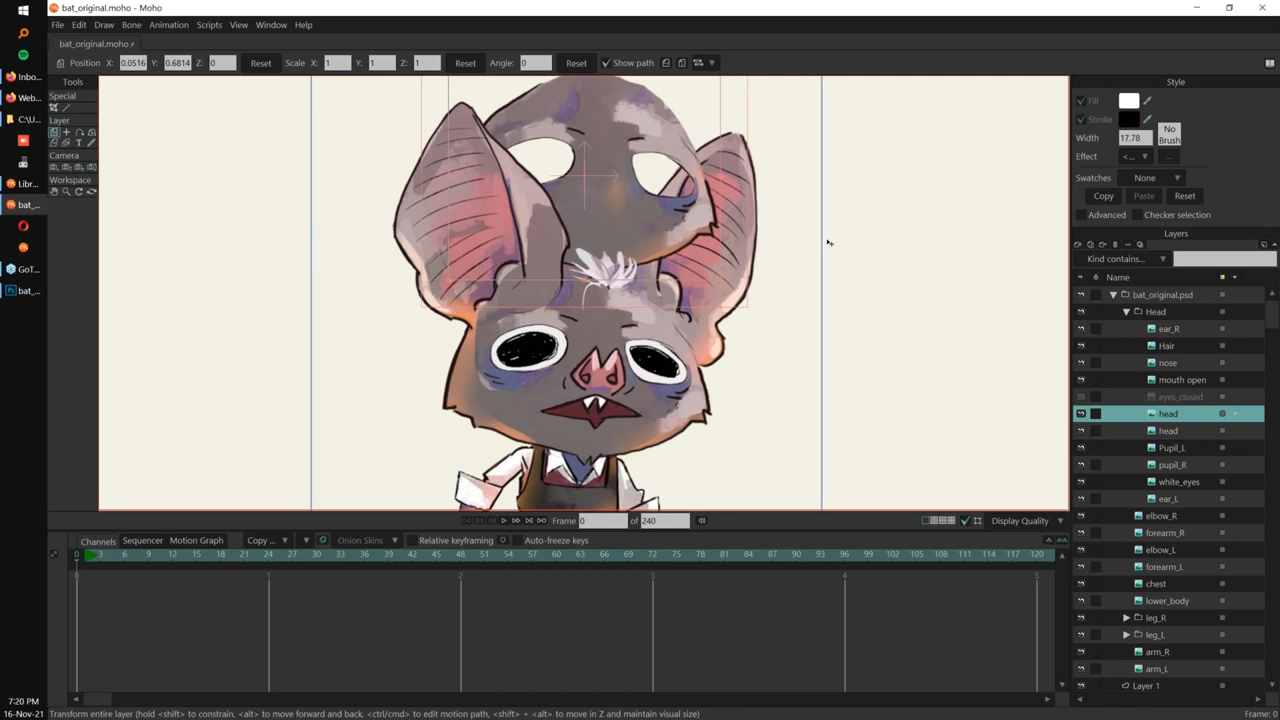 bat_original.moho - Moho
File Edit Draw Bone Animation Scripts View Window Help
bat_original.moho
Position X: 0.0516 Y: 0.6814 Z: 0 Reset Scale X: 1 Y: 1 Z: 1 Reset Angle: 0 Reset Show path
Tools
Special
Layer
Camera
Workspace
Inbo...
Web...
C:\U...
Libr...
bat_...
GoT...
bat_...
7:20 PM
16-Nov-21
Style
Fill
Stroke
No Brush
Width 17.78
Effect <... ...
Swatches None
Copy Paste Reset
Advanced Checker selection
Layers
Kind contains...
Name
bat_original.psd
Head
ear_R
Hair
nose
mouth open
eyes_closed
head
head
Pupil_L
pupil_R
white_eyes
ear_L
elbow_R
forearm_R
elbow_L
forearm_L
chest
lower_body
leg_R
leg_L
arm_R
arm_L
Layer 1
Frame 0 of 240 Display Quality
Channels Sequencer Motion Graph Copy ... Onion Skins Relative keyframing Auto-freeze keys
0 3 6 9 12 15 18 21 24 27 30 33 36 39 42 45 48 51 54 57 60 63 66 69 72 75 78 81 84 87 90 93 96 99 102 105 108 111 114 117 120
0 1 2 3 4 5
Transform entire layer (hold <shift> to constrain, <alt> to move forward and back, <ctrl/cmd> to edit motion path, <shift> + <alt> to move in Z and maintain visual size)
Frame: 0